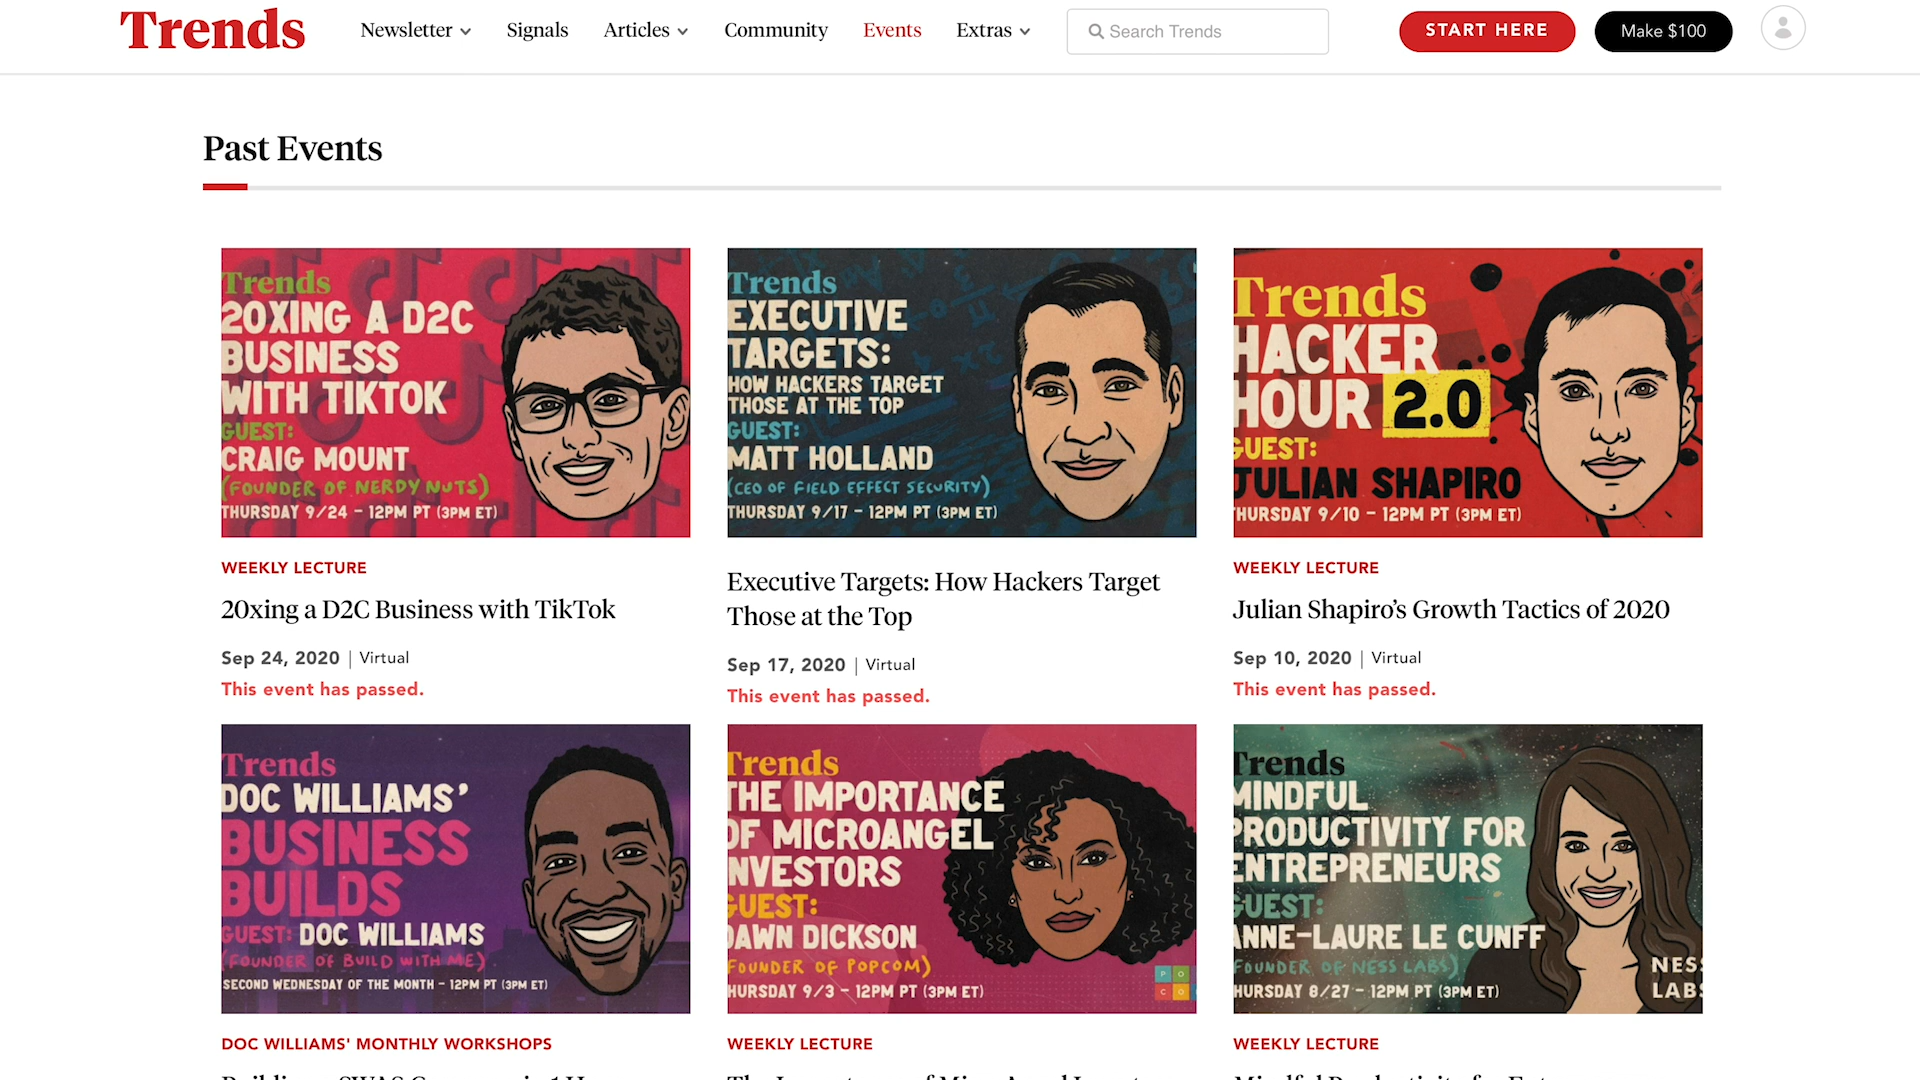 Trends
Newsletter
Signals
Articles
Community
Events
Extras
Search Trends
START HERE
Make $100
Past Events
Trends
20XING A D2C
BUSINESS
WITH TIKTOK
GUEST:
CRAIG MOUNT
(FOUNDER OF NERDY NUTS)
THURSDAY 9/24 - 12PM PT (3PM ET)
WEEKLY LECTURE
20xing a D2C Business with TikTok
Sep 24, 2020 | Virtual
This event has passed.
Trends
EXECUTIVE
TARGETS:
HOW HACKERS TARGET
THOSE AT THE TOP
GUEST:
MATT HOLLAND
(CEO OF FIELD EFFECT SECURITY)
THURSDAY 9/17 - 12PM PT (3PM ET)
Executive Targets: How Hackers Target
Those at the Top
Sep 17, 2020 | Virtual
This event has passed.
Trends
HACKER
HOUR 2.0
GUEST:
JULIAN SHAPIRO
THURSDAY 9/10 - 12PM PT (3PM ET)
WEEKLY LECTURE
Julian Shapiro’s Growth Tactics of 2020
Sep 10, 2020 | Virtual
This event has passed.
Trends
DOC WILLIAMS’
BUSINESS
BUILDS
GUEST: DOC WILLIAMS
(FOUNDER OF BUILD WITH ME)
SECOND WEDNESDAY OF THE MONTH - 12PM PT (3PM ET)
DOC WILLIAMS' MONTHLY WORKSHOPS
Trends
THE IMPORTANCE
OF MICROANGEL
INVESTORS
GUEST:
DAWN DICKSON
FOUNDER OF POPCOM)
HURSDAY 9/3 - 12PM PT (3PM ET)
P O
C O
WEEKLY LECTURE
Trends
MINDFUL
PRODUCTIVITY FOR
ENTREPRENEURS
GUEST:
ANNE-LAURE LE CUNFF
FOUNDER OF NESS LABS)
HURSDAY 8/27 - 12PM PT (3PM ET)
NESS
LABS
WEEKLY LECTURE